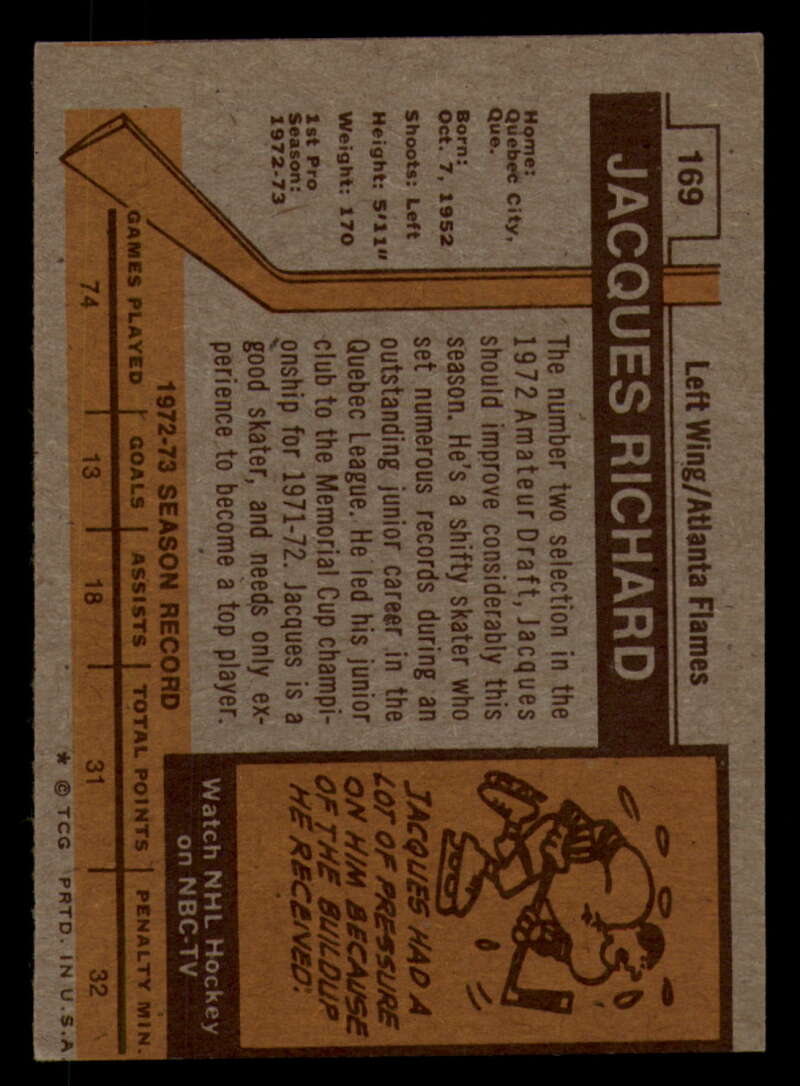 169
Left Wing/Atlanta Flames
JACQUES RICHARD
Home:
Quebec City,
Que.
Born:
Oct. 7, 1952
Shoots: Left
Height: 5'11"
Weight: 170
1st Pro
Season:
1972-73
The number two selection in the
1972 Amateur Draft, Jacques
should improve considerably this
season. He's a shifty skater who
set numerous records during an
outstanding junior career in the
Quebec League. He led his junior
club to the Memorial Cup champi-
onship for 1971-72. Jacques is a
good skater, and needs only ex-
perience to become a top player.
JACQUES HAD A
LOT OF PRESSURE
ON HIM BECAUSE
OF THE BUILDUP
HE RECEIVED.
Watch NHL Hockey
on NBC-TV
1972-73 SEASON RECORD
GAMES PLAYED GOALS ASSISTS TOTAL POINTS PENALTY MIN.
74 13 18 31 32
* © TCG PRTD. IN U.S.A